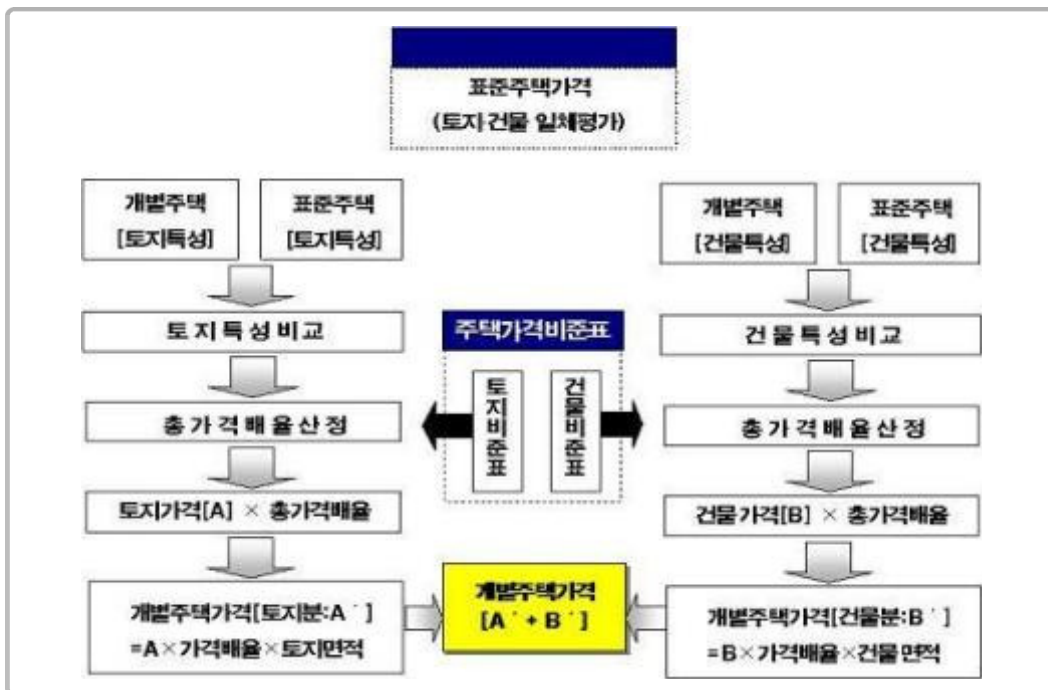 표준주택가격
(토지·건물 일체평가)
개별주택
[토지특성]
표준주택
[토지특성]
개별주택
[건물특성]
표준주택
[건물특성]
토지특성비교
주택가격비준표
건물특성비교
토지비준표
건물비준표
총가격배율산정
총가격배율산정
토지가격[A] × 총가격배율
건물가격[B] × 총가격배율
개별주택가격[토지분:A´]
=A×가격배율×토지면적
개별주택가격
[A´+B´]
개별주택가격[건물분:B´]
=B×가격배율×건물면적